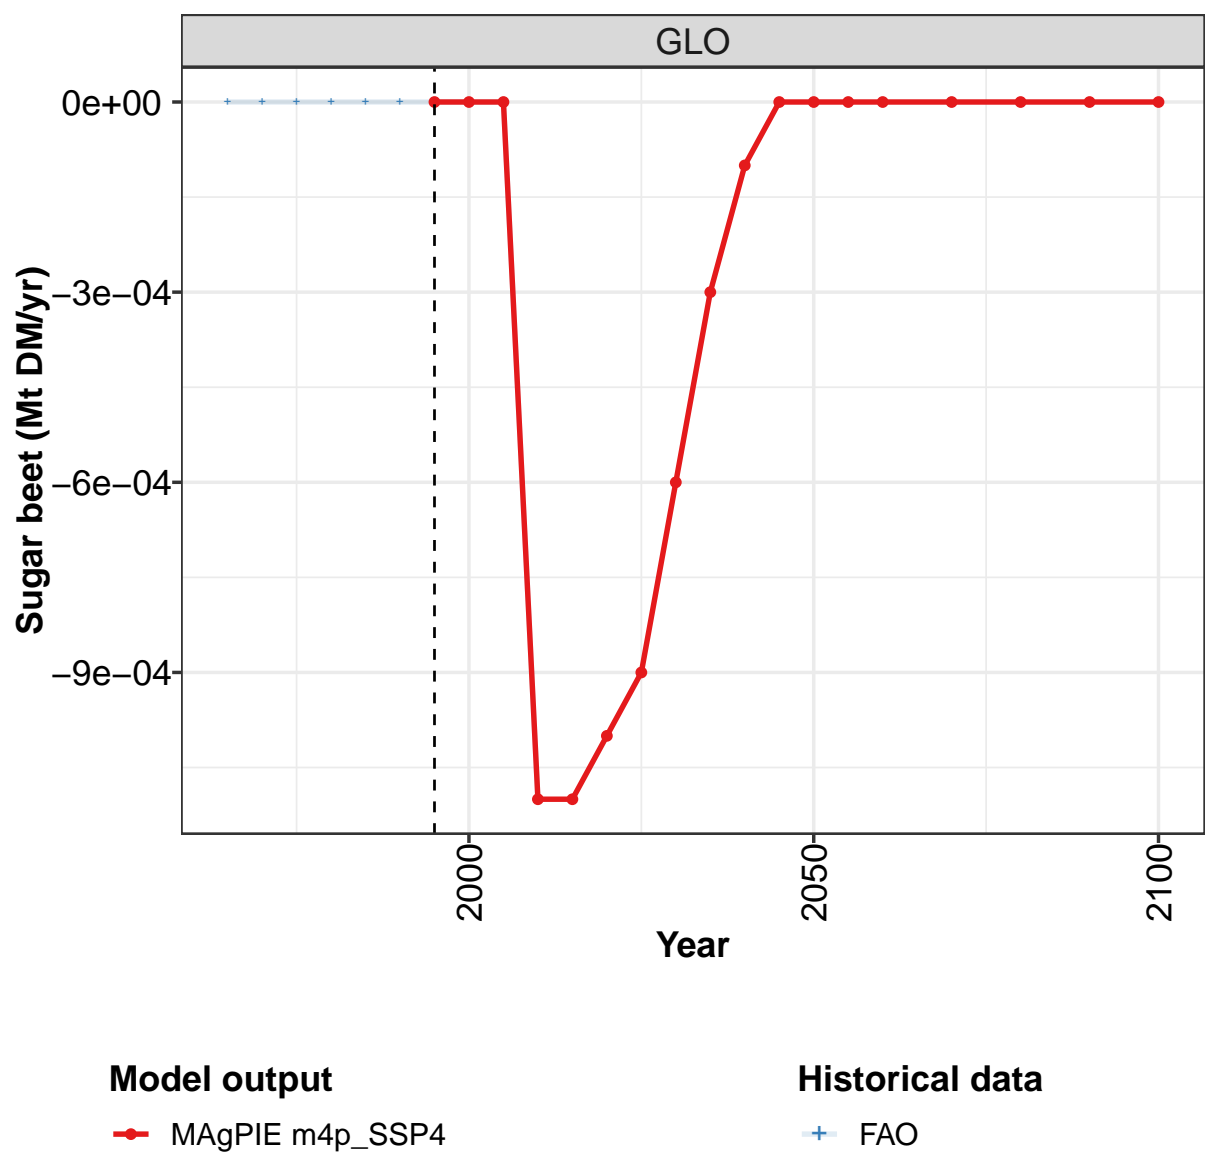 GLO
0e+00
−3e−04
−6e−04
−9e−04
Sugar beet (Mt DM/yr)
2000
2050
2100
Year
Model output
MAgPIE m4p_SSP4
Historical data
FAO